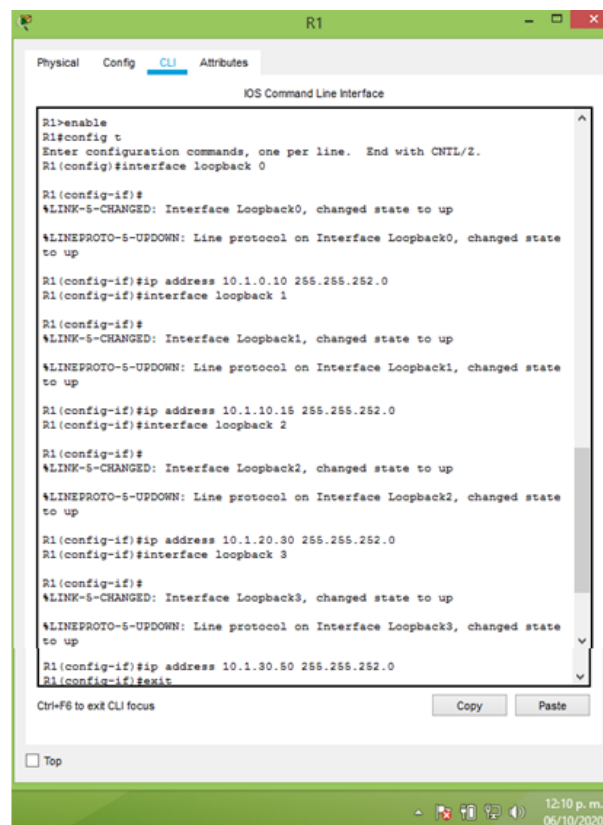 R1
Physical Config CLI Attributes
IOS Command Line Interface
R1>enable
R1#config t
Enter configuration commands, one per line. End with CNTL/Z.
R1(config)#interface loopback 0
R1(config-if)#
%LINK-5-CHANGED: Interface Loopback0, changed state to up
%LINEPROTO-5-UPDOWN: Line protocol on Interface Loopback0, changed state
to up
R1(config-if)#ip address 10.1.0.10 255.255.252.0
R1(config-if)#interface loopback 1
R1(config-if)#
%LINK-5-CHANGED: Interface Loopback1, changed state to up
%LINEPROTO-5-UPDOWN: Line protocol on Interface Loopback1, changed state
to up
R1(config-if)#ip address 10.1.10.15 255.255.252.0
R1(config-if)#interface loopback 2
R1(config-if)#
%LINK-5-CHANGED: Interface Loopback2, changed state to up
%LINEPROTO-5-UPDOWN: Line protocol on Interface Loopback2, changed state
to up
R1(config-if)#ip address 10.1.20.30 255.255.252.0
R1(config-if)#interface loopback 3
R1(config-if)#
%LINK-5-CHANGED: Interface Loopback3, changed state to up
%LINEPROTO-5-UPDOWN: Line protocol on Interface Loopback3, changed state
to up
R1(config-if)#ip address 10.1.30.50 255.255.252.0
R1(config-if)#exit
Ctrl+F6 to exit CLI focus
Copy Paste
Top
12:10 p. m.
06/10/2020